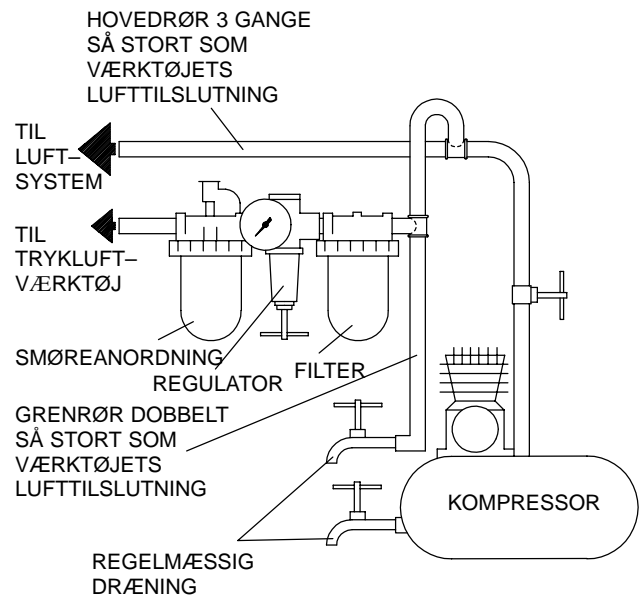 HOVEDRØR 3 GANGE
SÅ STORT SOM
VÆRKTØJETS
LUFTTILSLUTNING
TIL
LUFT–
SYSTEM
TIL
TRYKLUFT–
VÆRKTØJ
SMØREANORDNING
REGULATOR
FILTER
GRENRØR DOBBELT
SÅ STORT SOM
VÆRKTØJETS
LUFTTILSLUTNING
KOMPRESSOR
REGELMÆSSIG
DRÆNING